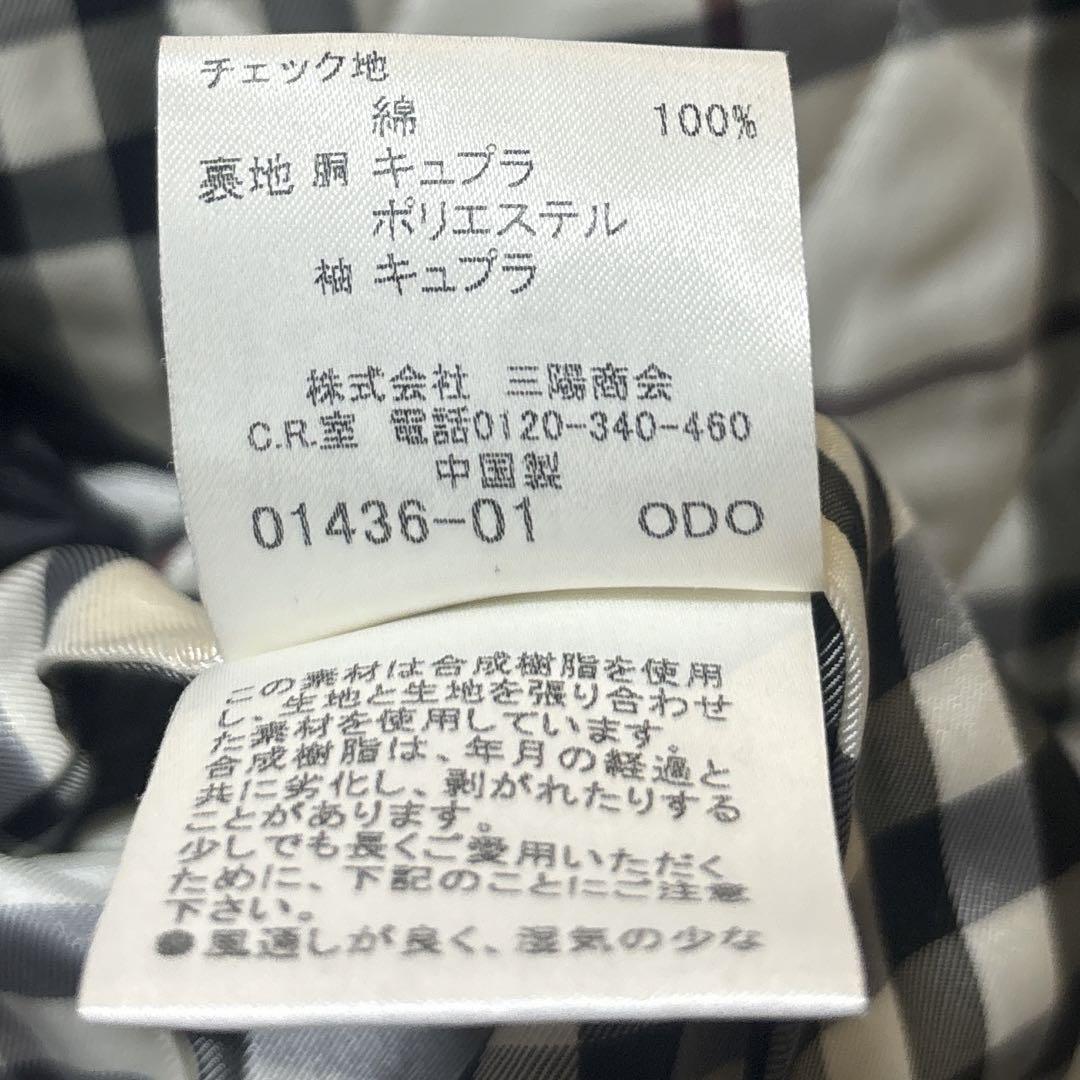 チェック地
綿 100%
裏地 胴 キュプラ
ポリエステル
袖 キュプラ
株式会社 三陽商会
C.R.室 電話0120-340-460
中国製
01436-01 ODO
この素材は合成樹脂を使用
し、生地と生地を張り合わせ
た素材を使用しています。
合成樹脂は、年月の経過と
共に劣化し、剥がれたりする
ことがあります。
少しでも長くご愛用いただく
ために、下記のことにご注意
下さい。
●風通しが良く、湿気の少な